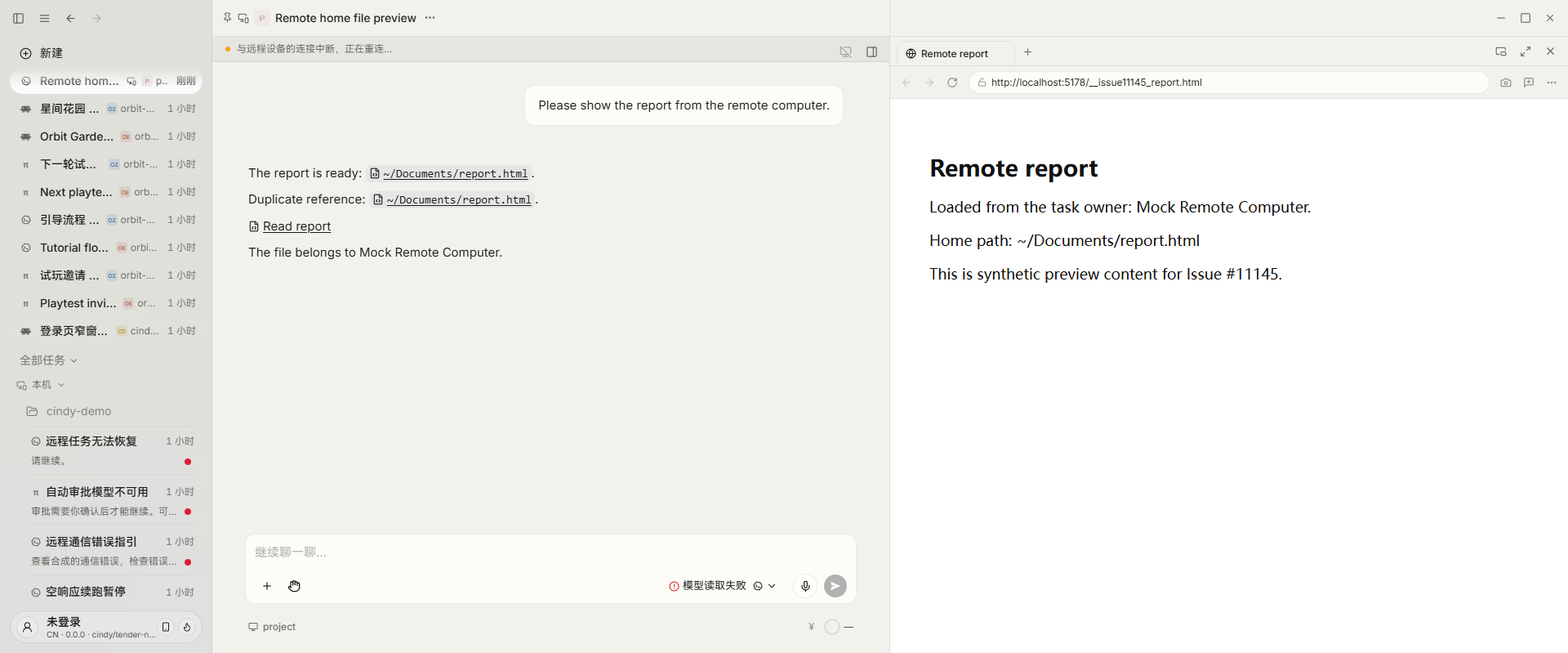 P Remote home file preview ···
新建
Remote hom... P p.. 刚刚
星间花园 ... OZ orbit-... 1 小时
Orbit Garde... OE orb... 1 小时
下一轮试... OZ orbit-... 1 小时
Next playte... OE orb... 1 小时
引导流程 ... OZ orbit-... 1 小时
Tutorial flo... OE orbi... 1 小时
试玩邀请 ... OZ orbit-... 1 小时
Playtest invi... OE or... 1 小时
登录页窄窗... CD cind... 1 小时
全部任务
本机
cindy-demo
远程任务无法恢复 1 小时
请继续。
π 自动审批模型不可用 1 小时
审批需要你确认后才能继续。可...
远程通信错误指引 1 小时
查看合成的通信错误，检查错误...
空响应续跑暂停 1 小时
未登录
CN · 0.0.0 · cindy/tender-n...
与远程设备的连接中断，正在重连...
Please show the report from the remote computer.
The report is ready: ~/Documents/report.html .
Duplicate reference: ~/Documents/report.html .
Read report
The file belongs to Mock Remote Computer.
继续聊一聊...
模型读取失败
project
¥ —
Remote report
http://localhost:5178/__issue11145_report.html
Remote report
Loaded from the task owner: Mock Remote Computer.
Home path: ~/Documents/report.html
This is synthetic preview content for Issue #11145.